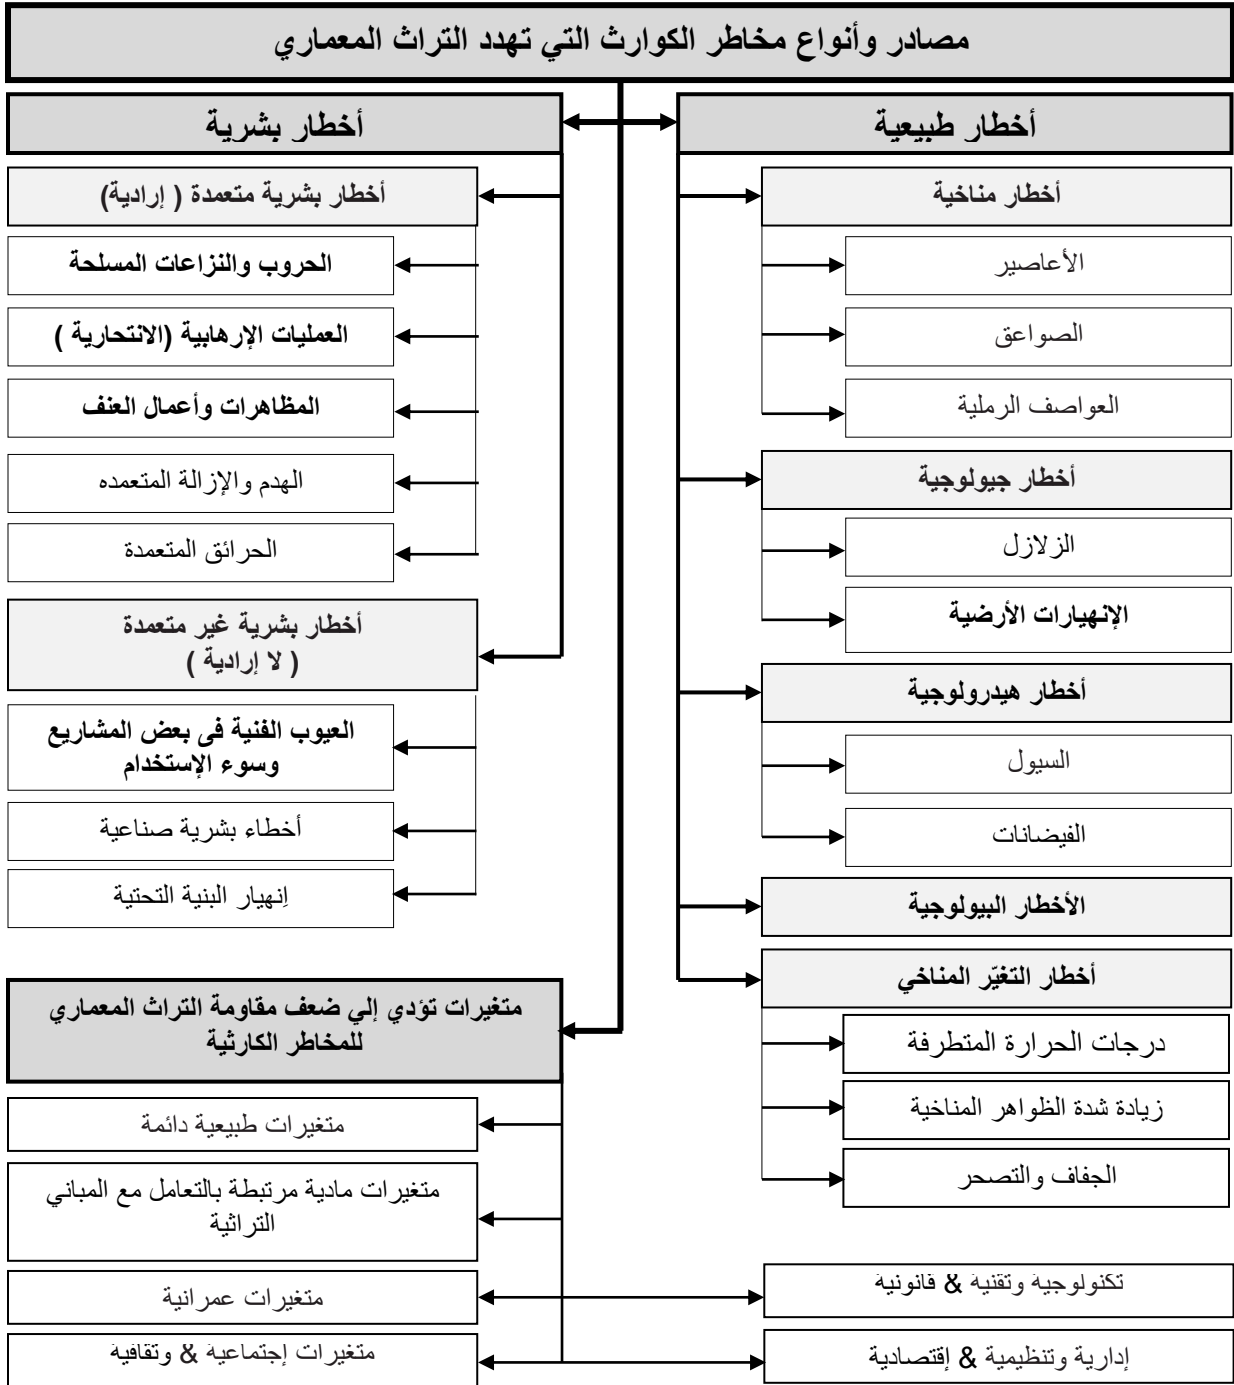 مصادر وأنواع مخاطر الكوارث التي تهدد التراث المعماري
أخطار طبيعية
أخطار مناخية
الأعاصير
الصواعق
العواصف الرملية
أخطار جيولوجية
الزلازل
الإنهيارات الأرضية
أخطار هيدرولوجية
السيول
الفيضانات
الأخطار البيولوجية
أخطار التغيّر المناخي
درجات الحرارة المتطرفة
زيادة شدة الظواهر المناخية
الجفاف والتصحر
أخطار بشرية
أخطار بشرية متعمدة ( إرادية)
الحروب والنزاعات المسلحة
العمليات الإرهابية (الانتحارية )
المظاهرات وأعمال العنف
الهدم والإزالة المتعمده
الحرائق المتعمدة
أخطار بشرية غير متعمدة
( لا إرادية )
العيوب الفنية فى بعض المشاريع
وسوء الإستخدام
أخطاء بشرية صناعية
إنهيار البنية التحتية
متغيرات تؤدي إلي ضعف مقاومة التراث المعماري
للمخاطر الكارثية
متغيرات طبيعية دائمة
متغيرات مادية مرتبطة بالتعامل مع المباني
التراثية
متغيرات عمرانية
متغيرات إجتماعية & وثقافية
تكنولوجية وتقنية & قانونية
إدارية وتنظيمية & إقتصادية